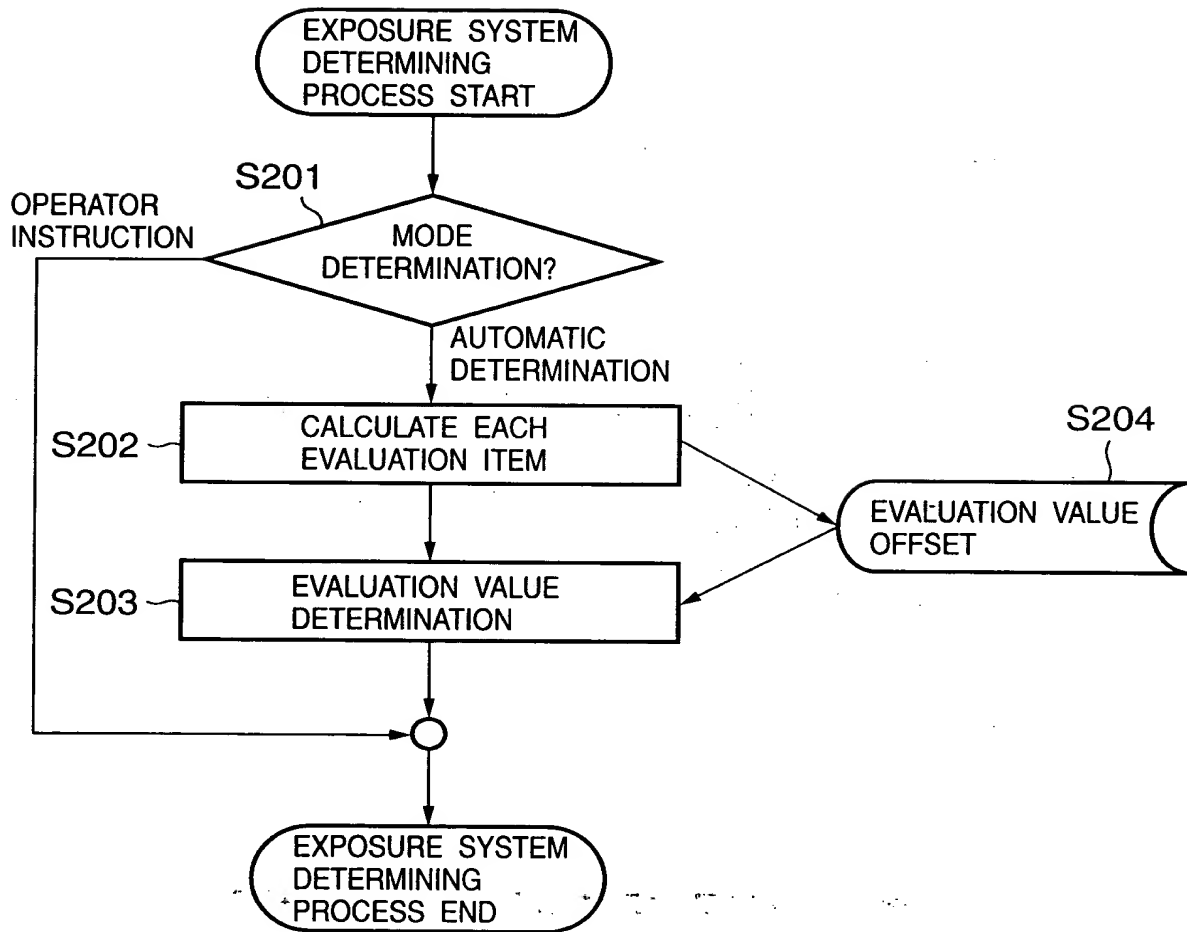 EXPOSURE SYSTEM
DETERMINING
PROCESS START
S201
OPERATOR
INSTRUCTION
MODE
DETERMINATION?
AUTOMATIC
DETERMINATION
S202
CALCULATE EACH
EVALUATION ITEM
S204
EVALUATION VALUE
OFFSET
S203
EVALUATION VALUE
DETERMINATION
EXPOSURE SYSTEM
DETERMINING
PROCESS END